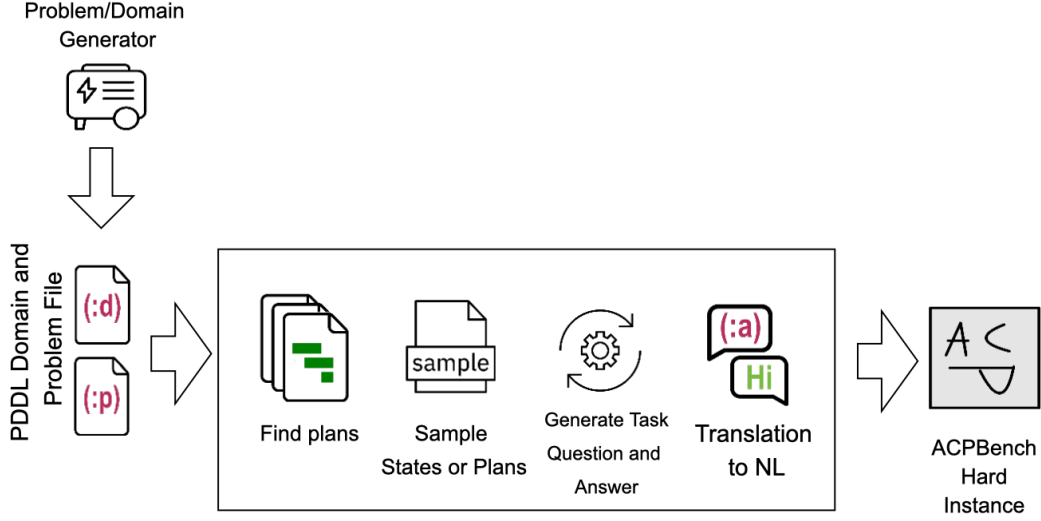 Problem/Domain
Generator
PDDL Domain and
Problem File
(:d)
(:p)
Find plans
sample
Sample
States or Plans
Generate Task
Question and
Answer
(:a)
Hi
Translation
to NL
A C
P
ACPBench
Hard
Instance